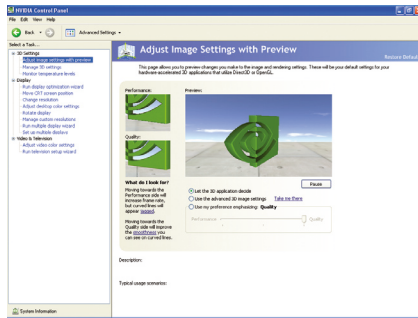 NVIDIA Control Panel
File Edit View Help
Back Advanced Settings
Select a Task...
3D Settings
Adjust image settings with preview
Manage 3D settings
Monitor temperature levels
Display
Run display optimization wizard
Move CRT screen position
Change resolution
Adjust desktop color settings
Rotate display
Manage custom resolutions
Run multiple display wizard
Set up multiple displays
Video & Television
Adjust video color settings
Run television setup wizard
System Information
Adjust Image Settings with Preview
Restore Default
This page allows you to preview changes you make to the image and rendering settings. These will be your default settings for your
hardware accelerated 3D applications that utilize Direct3D or OpenGL.
Performance:
Quality:
What do I look for?
Moving towards the
Performance side will
increase frame rate,
but curved lines will
appear jagged.
Moving towards the
Quality side will improve
the smoothness you
can see on curved lines.
Preview:
Pause
Let the 3D application decide
Use the advanced 3D image settings Take me there
Use my preference emphasizing: Quality
Performance Quality
Description:
Typical usage scenarios: